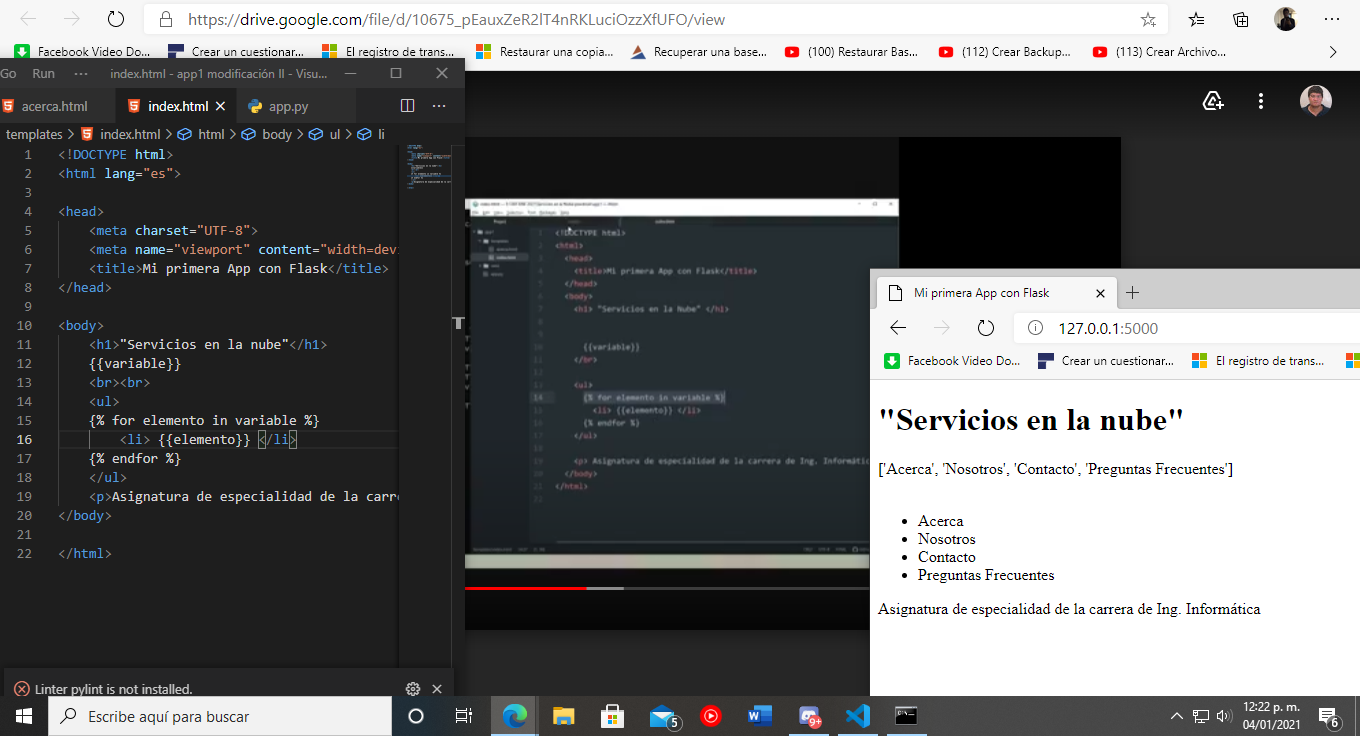 https://drive.google.com/file/d/10675_pEauxZeR2lT4nRKLuciOzzXfUFO/view
Facebook Video Do...
Crear un cuestionar...
El registro de trans...
Restaurar una copia...
Recuperar una base...
(100) Restaurar Bas...
(112) Crear Backup...
(113) Crear Archivo...
Go Run ··· index.html - app1 modificación II - Visu...
acerca.html
index.html
app.py
templates > index.html > html > body > ul > li
1 <!DOCTYPE html>
2 <html lang="es">
3
4 <head>
5 <meta charset="UTF-8">
6 <meta name="viewport" content="width=dev
7 <title>Mi primera App con Flask</title>
8 </head>
9
10 <body>
11 <h1>"Servicios en la nube"</h1>
12 {{variable}}
13 <br><br>
14 <ul>
15 {% for elemento in variable %}
16 <li> {{elemento}} </li>
17 {% endfor %}
18 </ul>
19 <p>Asignatura de especialidad de la carre
20 </body>
21
22 </html>
Linter pylint is not installed.
<!DOCTYPE html>
<html>
<head>
<title>Mi primera App con Flask</title>
</head>
<body>
<h1> "Servicios en la Nube" </h1>
{{variable}}
</br>
<ul>
{% for elemento in variable %}
<li> {{elemento}} </li>
{% endfor %}
</ul>
<p> Asignatura de especialidad de la carrera de Ing. Informátic
</body>
</html>
Mi primera App con Flask
127.0.0.1:5000
Facebook Video Do...
Crear un cuestionar...
El registro de trans...
"Servicios en la nube"
['Acerca', 'Nosotros', 'Contacto', 'Preguntas Frecuentes']
• Acerca
• Nosotros
• Contacto
• Preguntas Frecuentes
Asignatura de especialidad de la carrera de Ing. Informática
Escribe aquí para buscar
5
9+
12:22 p. m.
04/01/2021
6